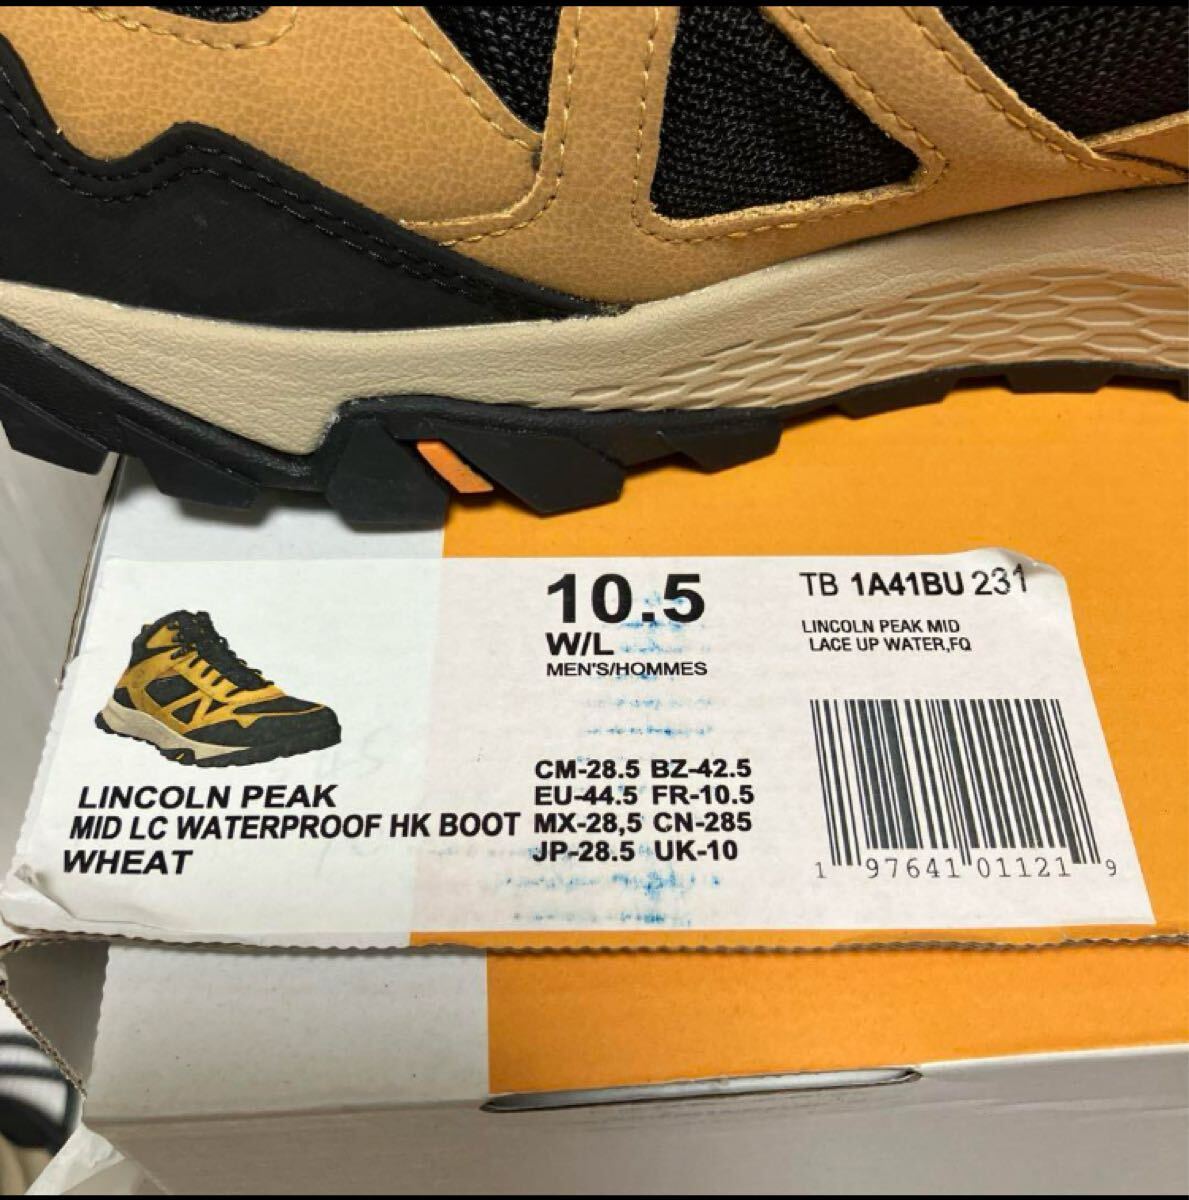 10.5
W/L
MEN'S/HOMMES
TB 1A41BU 231
LINCOLN PEAK MID
LACE UP WATER,FQ
LINCOLN PEAK
MID LC WATERPROOF HK BOOT
WHEAT
CM-28.5 BZ-42.5
EU-44.5 FR-10.5
MX-28,5 CN-285
JP-28.5 UK-10
1 97641 01121 9